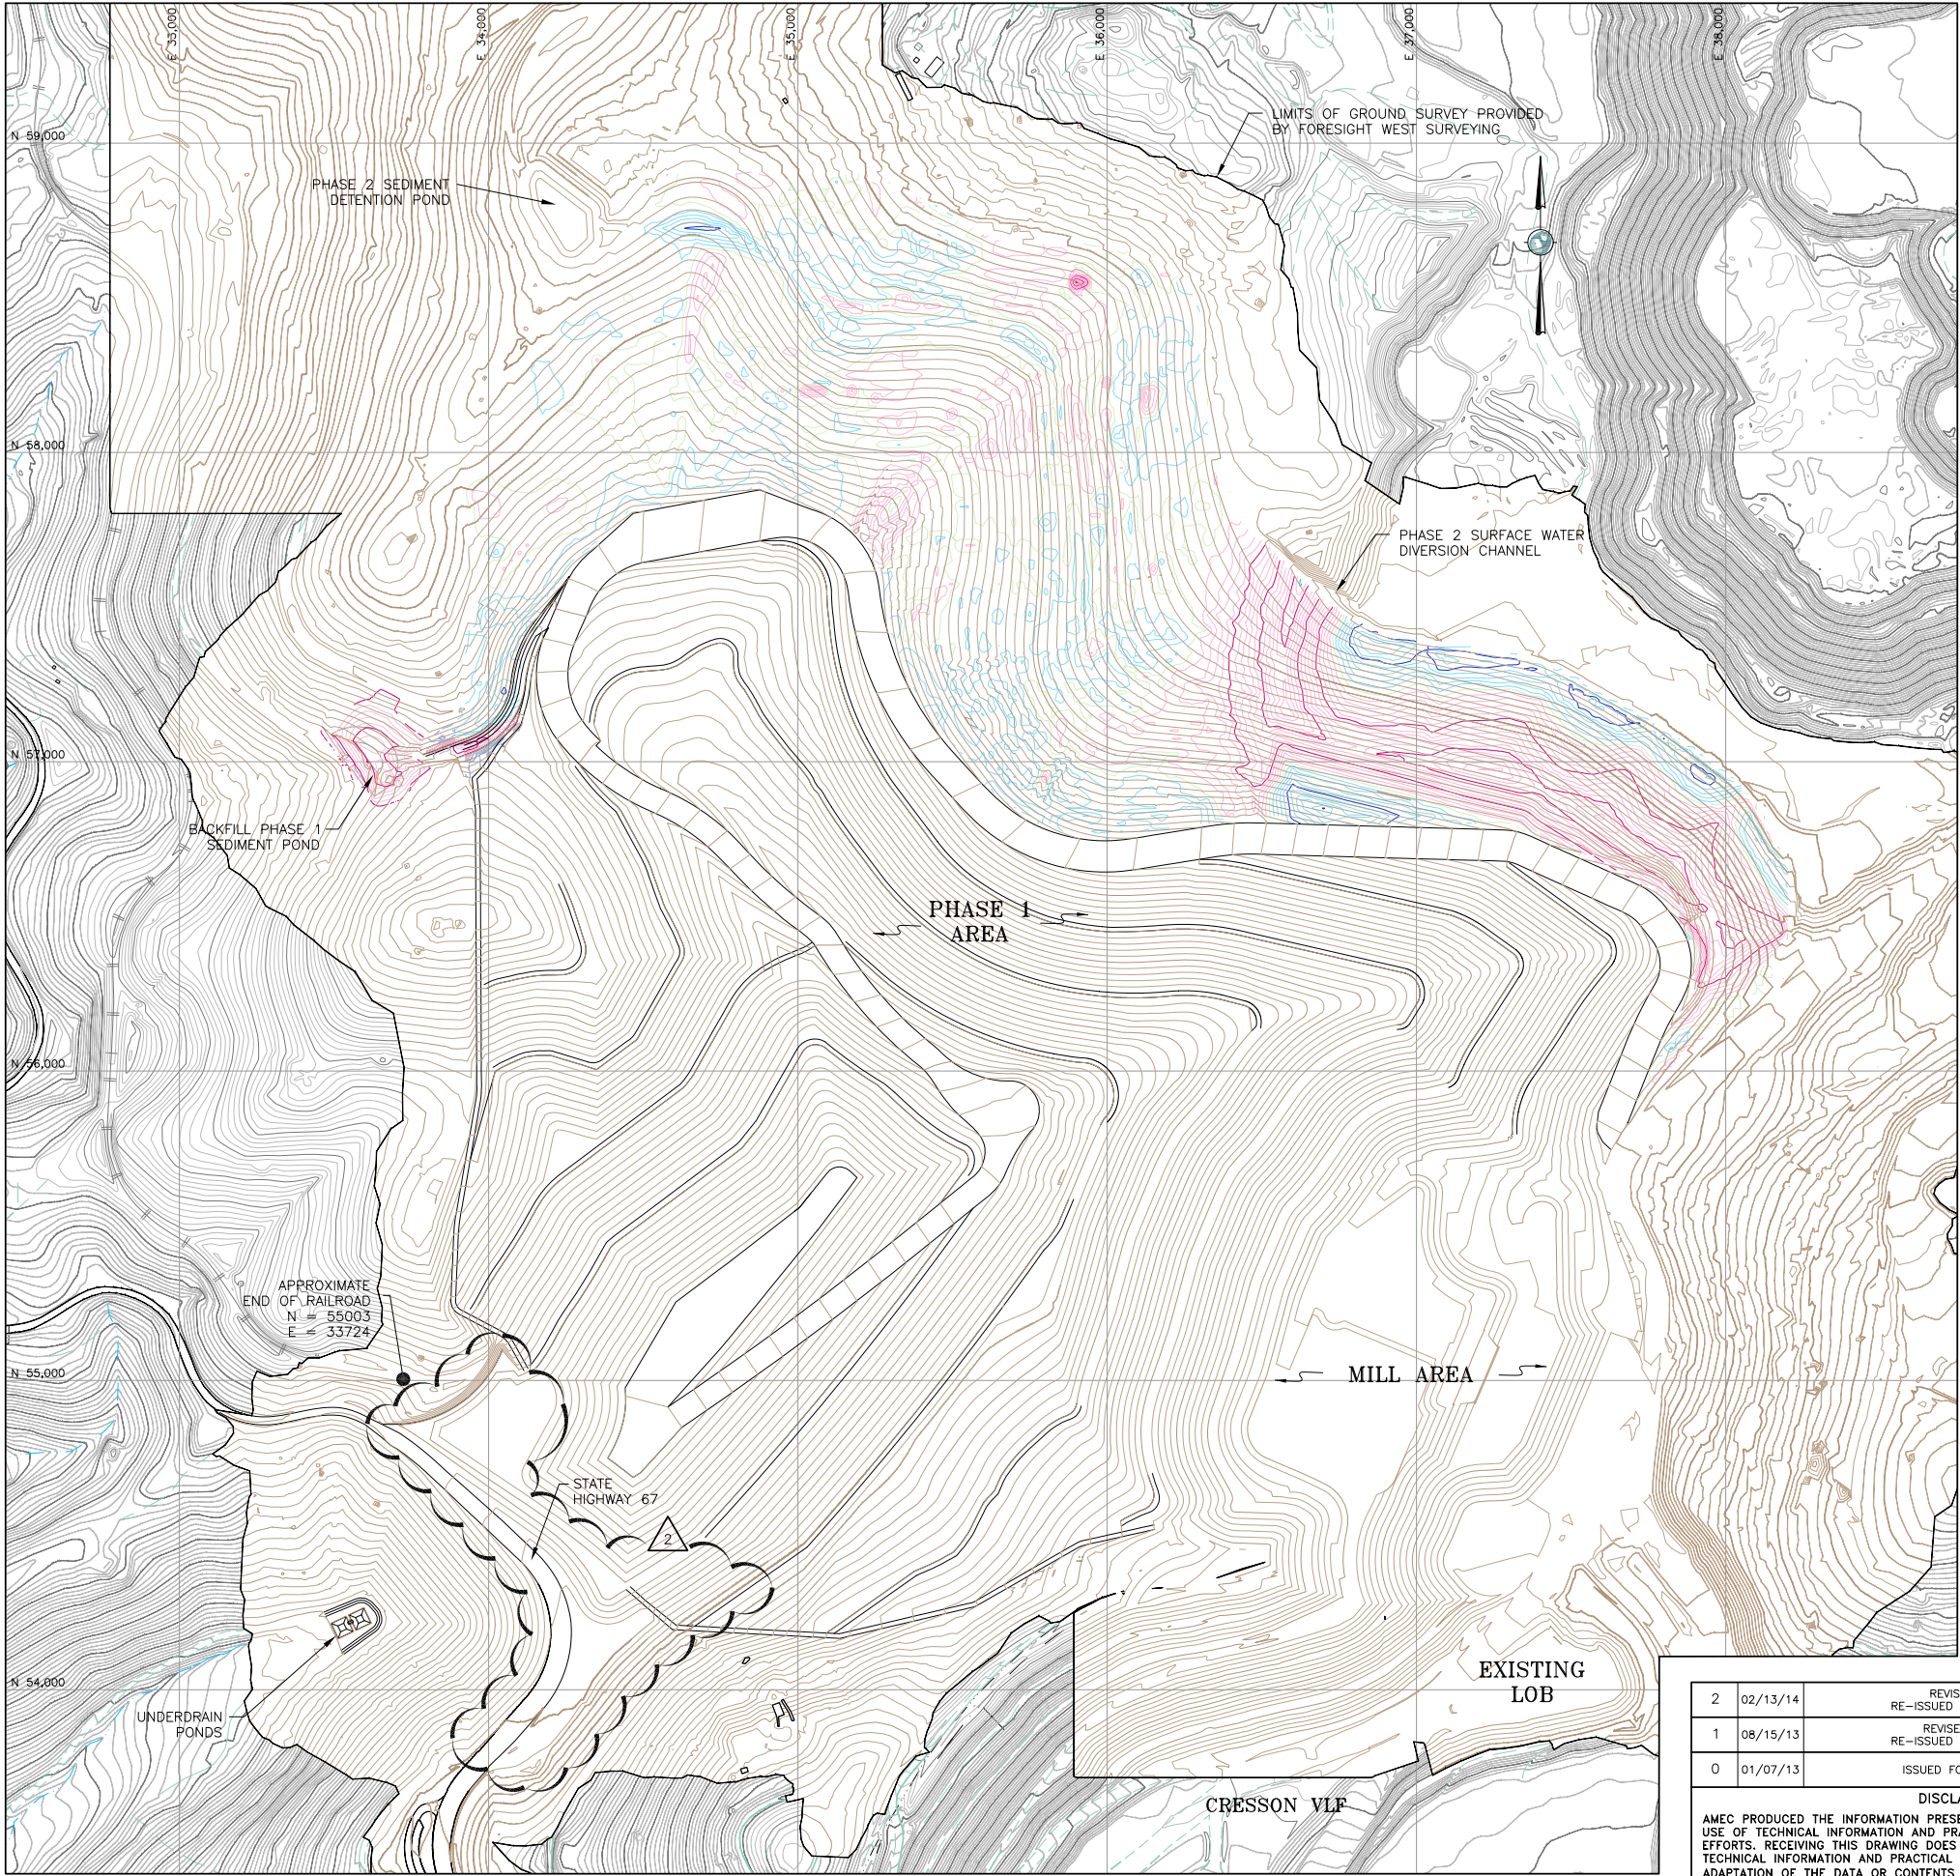 E 33,000
E 34,000
E 35,000
E 36,000
E 37,000
E 38,000
N 59,000
LIMITS OF GROUND SURVEY PROVIDED
BY FORESIGHT WEST SURVEYING
PHASE 2 SEDIMENT
DETENTION POND
N 58,000
PHASE 2 SURFACE WATER
DIVERSION CHANNEL
N 57,000
BACKFILL PHASE 1
SEDIMENT POND
PHASE 1
AREA
N 56,000
APPROXIMATE
END OF RAILROAD
N = 55003
E = 33724
N 55,000
MILL AREA
STATE
HIGHWAY 67
2
N 54,000
UNDERDRAIN
PONDS
EXISTING
LOB
CRESSON VLF
2 02/13/14
RE-ISSUED
1 08/15/13
RE-ISSUED
0 01/07/13 ISSUED
AMEC PRODUCED THE INFORMATION
USE OF TECHNICAL INFORMATION AND
EFFORTS. RECEIVING THIS DRAWING DOES
TECHNICAL INFORMATION AND PRACTICAL
ADAPTATION OF THE DATA OR CONTENTS